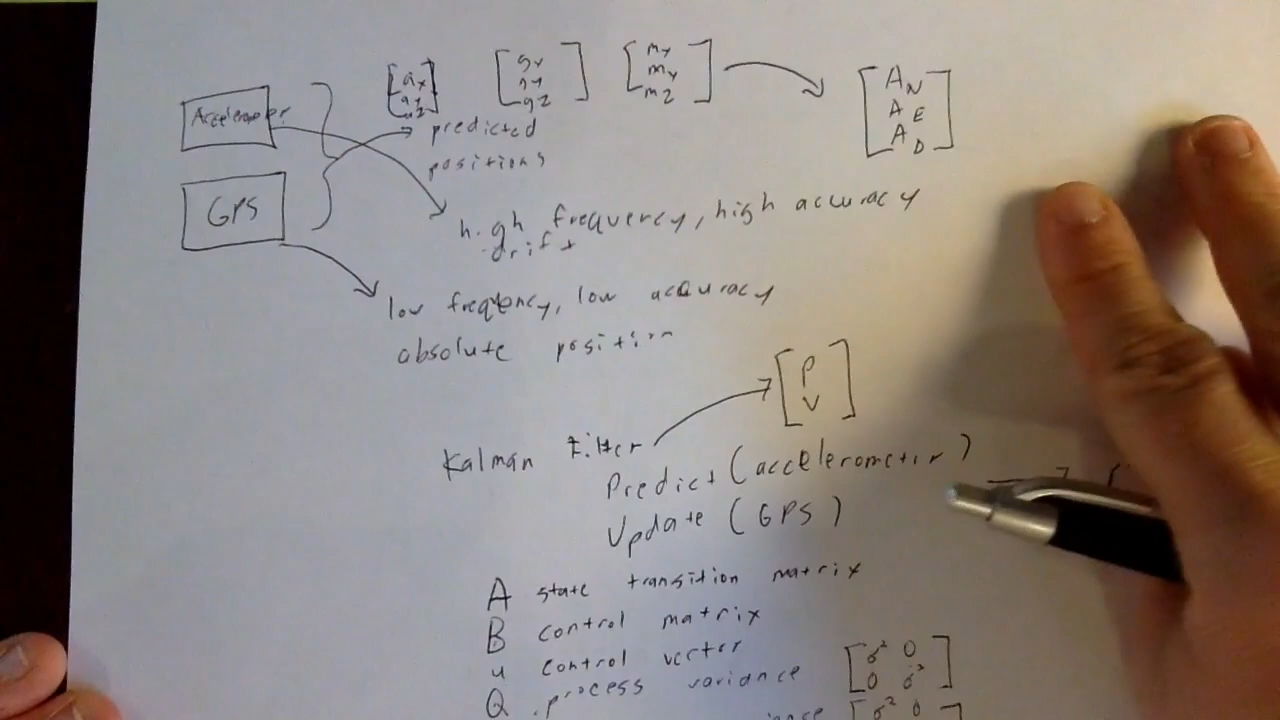 Accelerometer
GPS
[ax ay az] [gx gy gz] [mx my mz] [AN AE AD]
predicted
positions
high frequency, high accuracy
drift
low frequency, low accuracy
absolute position
[P V]
Kalman Filter
Predict (accelerometer)
Update (GPS)
A state transition matrix
B control matrix
u control vector
Q process variance [σ² 0 0 σ²]
[σ² 0